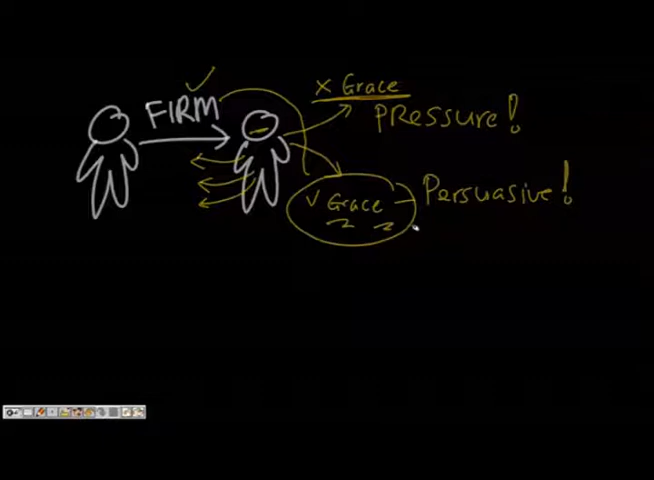 FIRM
x Grace
PRessure!
✓ Grace
Persuasive!